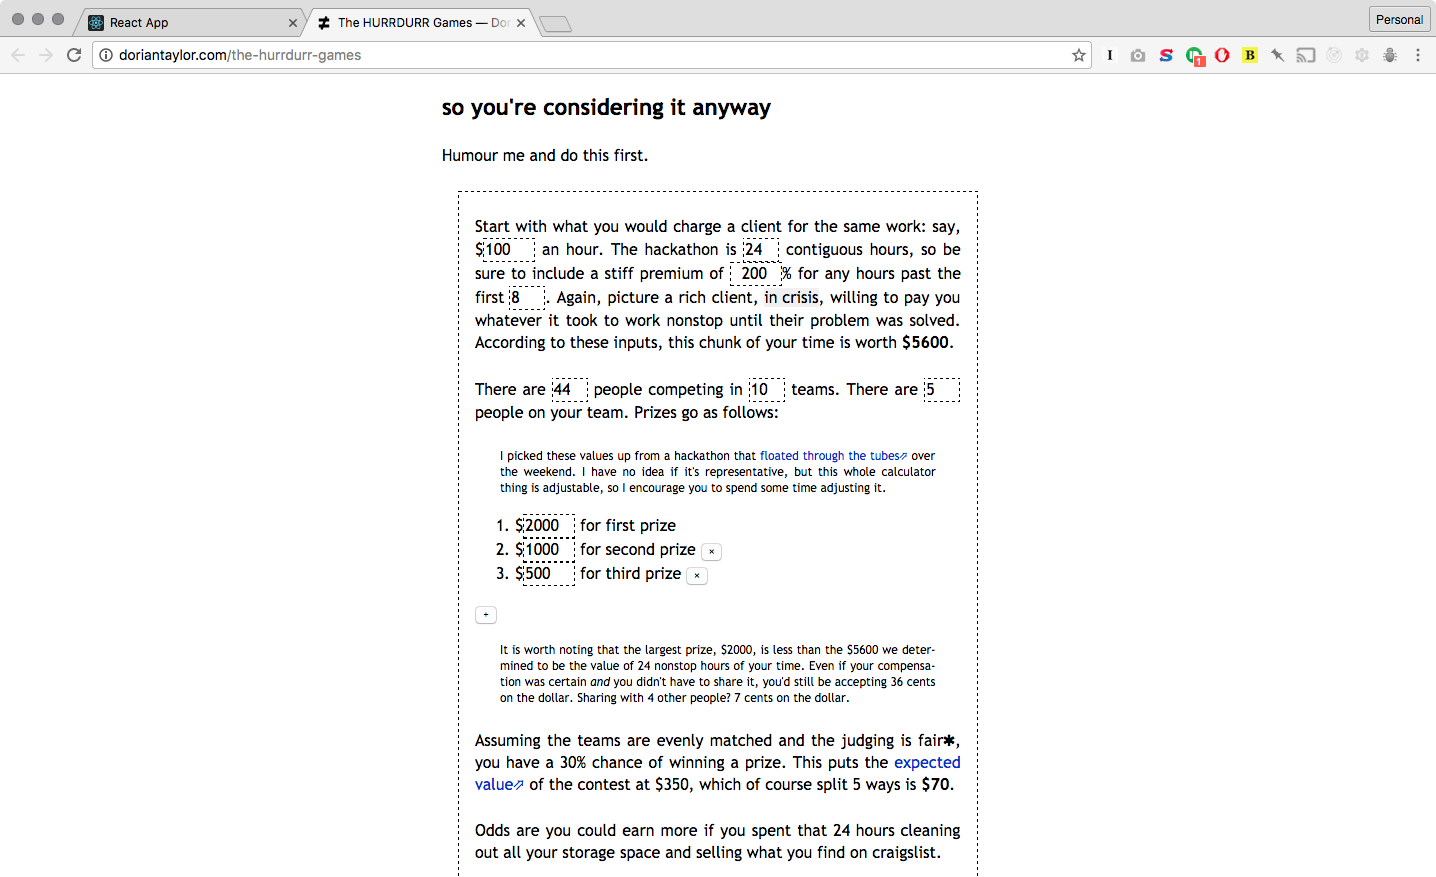 React App
The HURRDURR Games — Dor
Personal
doriantaylor.com/the-hurrdurr-games
I
S
1
B
so you're considering it anyway
Humour me and do this first.
Start with what you would charge a client for the same work: say,
$100 an hour. The hackathon is 24 contiguous hours, so be
sure to include a stiff premium of 200 % for any hours past the
first 8 . Again, picture a rich client, in crisis, willing to pay you
whatever it took to work nonstop until their problem was solved.
According to these inputs, this chunk of your time is worth $5600.
There are 44 people competing in 10 teams. There are 5
people on your team. Prizes go as follows:
I picked these values up from a hackathon that floated through the tubes⇗ over
the weekend. I have no idea if it's representative, but this whole calculator
thing is adjustable, so I encourage you to spend some time adjusting it.
1. $2000 for first prize
2. $1000 for second prize ×
3. $500 for third prize ×
+
It is worth noting that the largest prize, $2000, is less than the $5600 we deter-
mined to be the value of 24 nonstop hours of your time. Even if your compensa-
tion was certain and you didn't have to share it, you'd still be accepting 36 cents
on the dollar. Sharing with 4 other people? 7 cents on the dollar.
Assuming the teams are evenly matched and the judging is fair✱,
you have a 30% chance of winning a prize. This puts the expected
value⇗ of the contest at $350, which of course split 5 ways is $70.
Odds are you could earn more if you spent that 24 hours cleaning
out all your storage space and selling what you find on craigslist.